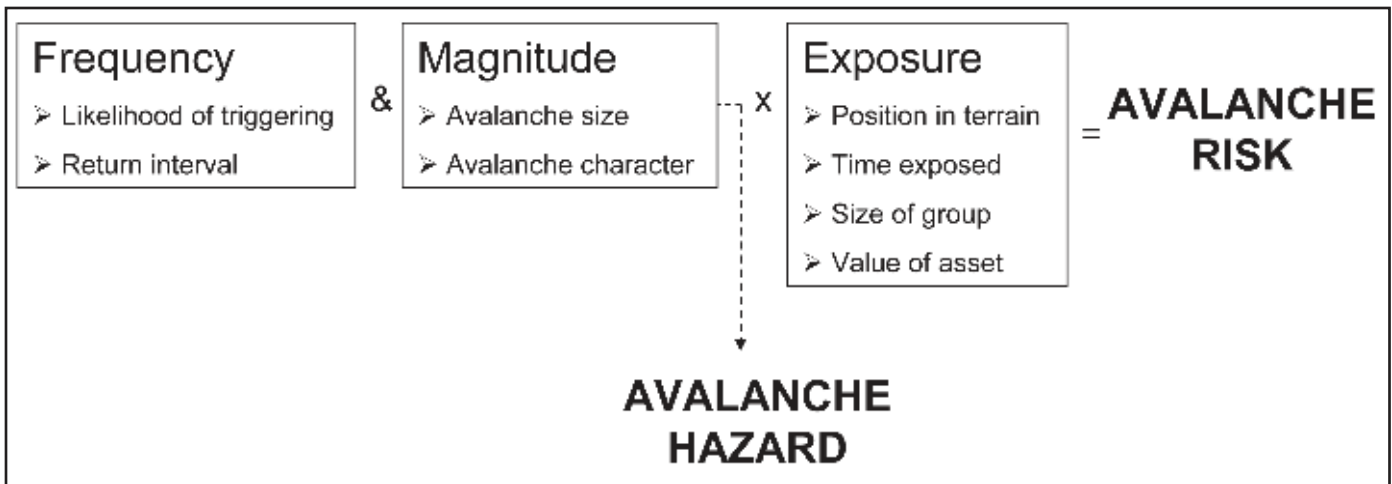 Frequency
➢ Likelihood of triggering
➢ Return interval
&
Magnitude
➢ Avalanche size
➢ Avalanche character
x
Exposure
➢ Position in terrain
➢ Time exposed
➢ Size of group
➢ Value of asset
=
AVALANCHE
RISK
AVALANCHE
HAZARD